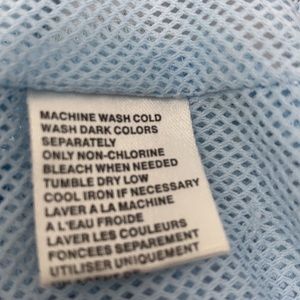 MACHINE WASH COLD
WASH DARK COLORS
SEPARATELY
ONLY NON-CHLORINE
BLEACH WHEN NEEDED
TUMBLE DRY LOW
COOL IRON IF NECESSARY
LAVER A LA MACHINE
A L'EAU FROIDE
LAVER LES COULEURS
FONCEES SEPAREMENT
UTILISER UNIQUEMENT